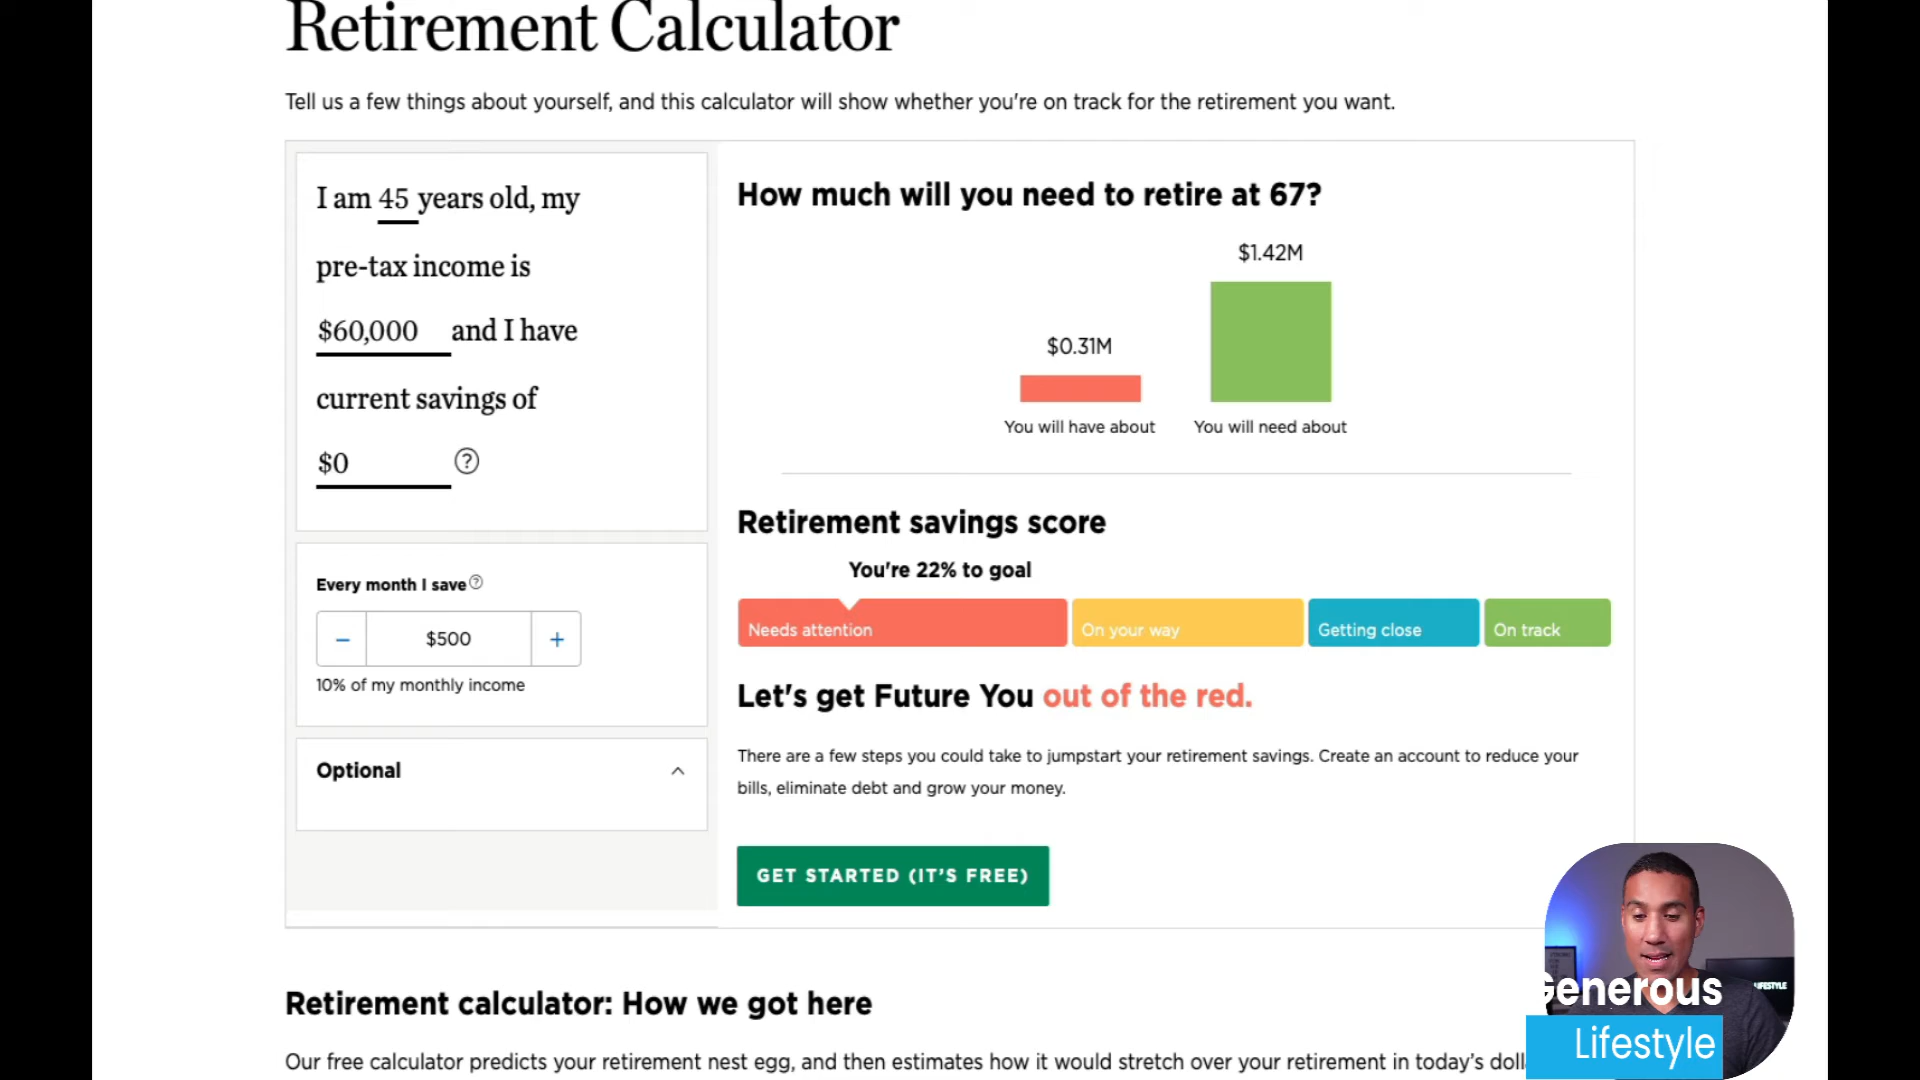 Retirement Calculator
Tell us a few things about yourself, and this calculator will show whether you're on track for the retirement you want.
I am 45 years old, my
pre-tax income is
$60,000 and I have
current savings of
$0 ?
Every month I save ?
− $500 +
10% of my monthly income
Optional
How much will you need to retire at 67?
$1.42M
$0.31M
You will have about You will need about
Retirement savings score
You're 22% to goal
Needs attention On your way Getting close On track
Let's get Future You out of the red.
There are a few steps you could take to jumpstart your retirement savings. Create an account to reduce your
bills, eliminate debt and grow your money.
GET STARTED (IT'S FREE)
Retirement calculator: How we got here
Our free calculator predicts your retirement nest egg, and then estimates how it would stretch over your retirement in today's doll
Generous
Lifestyle